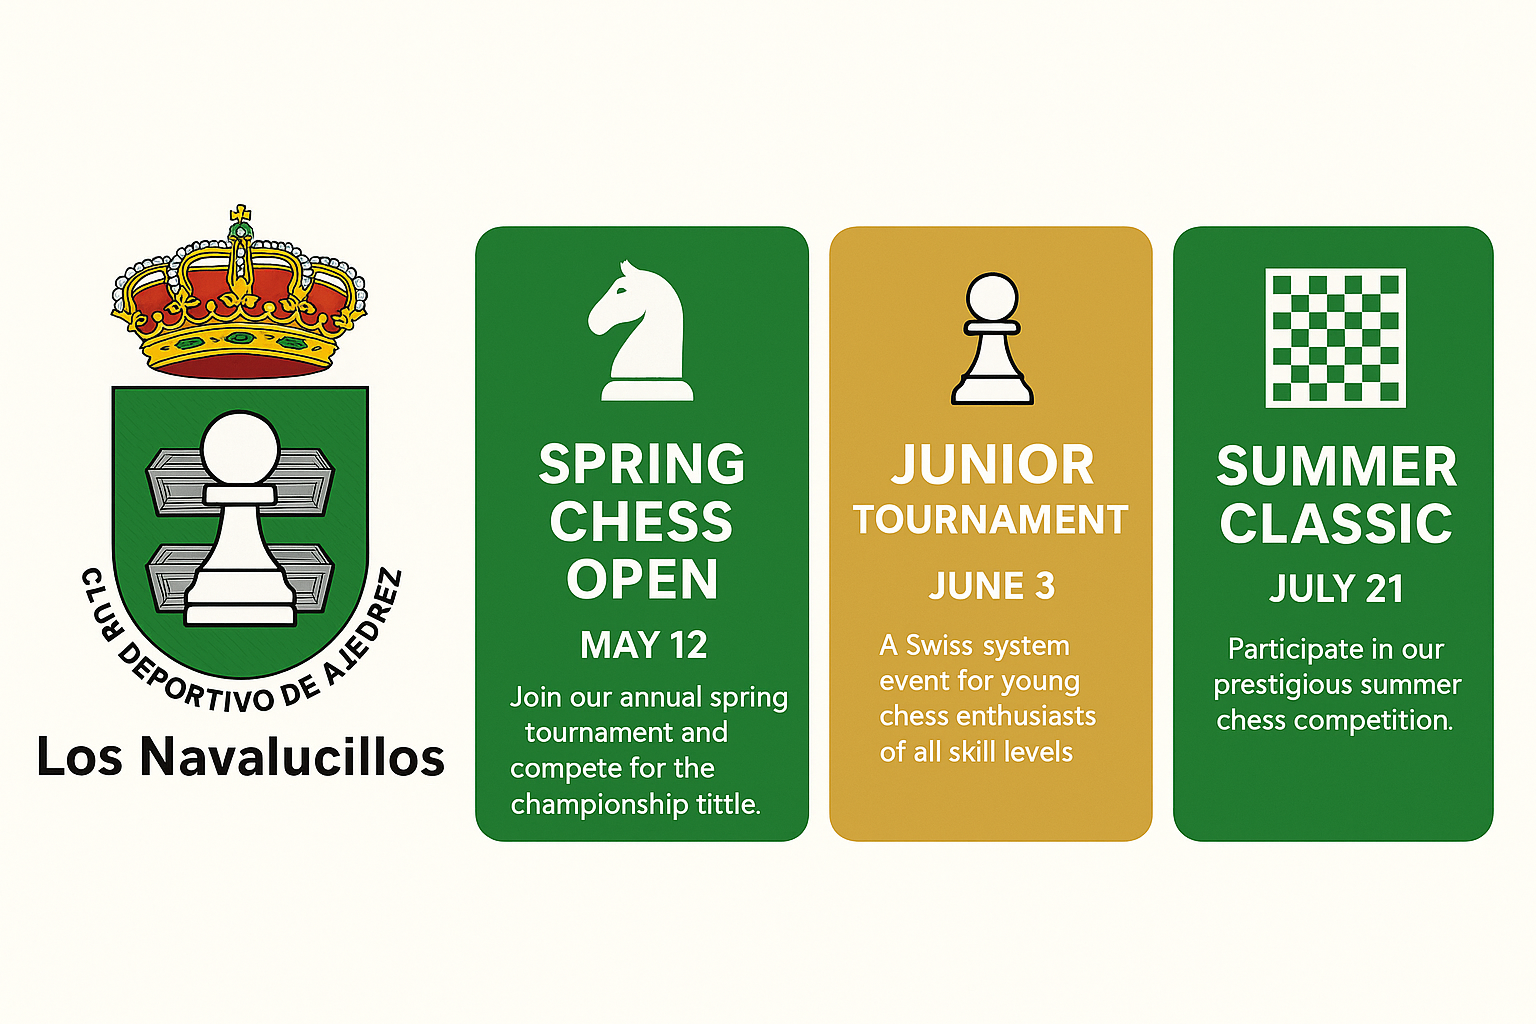 CLUB DEPORTIVO DE AJEDREZ
Los Navalucillos
SPRING
CHESS
OPEN
MAY 12
Join our annual spring
tournament and
compete for the
championship tittle.
JUNIOR
TOURNAMENT
JUNE 3
A Swiss system
event for young
chess enthusiasts
of all skill levels
SUMMER
CLASSIC
JULY 21
Participate in our
prestigious summer
chess competition.